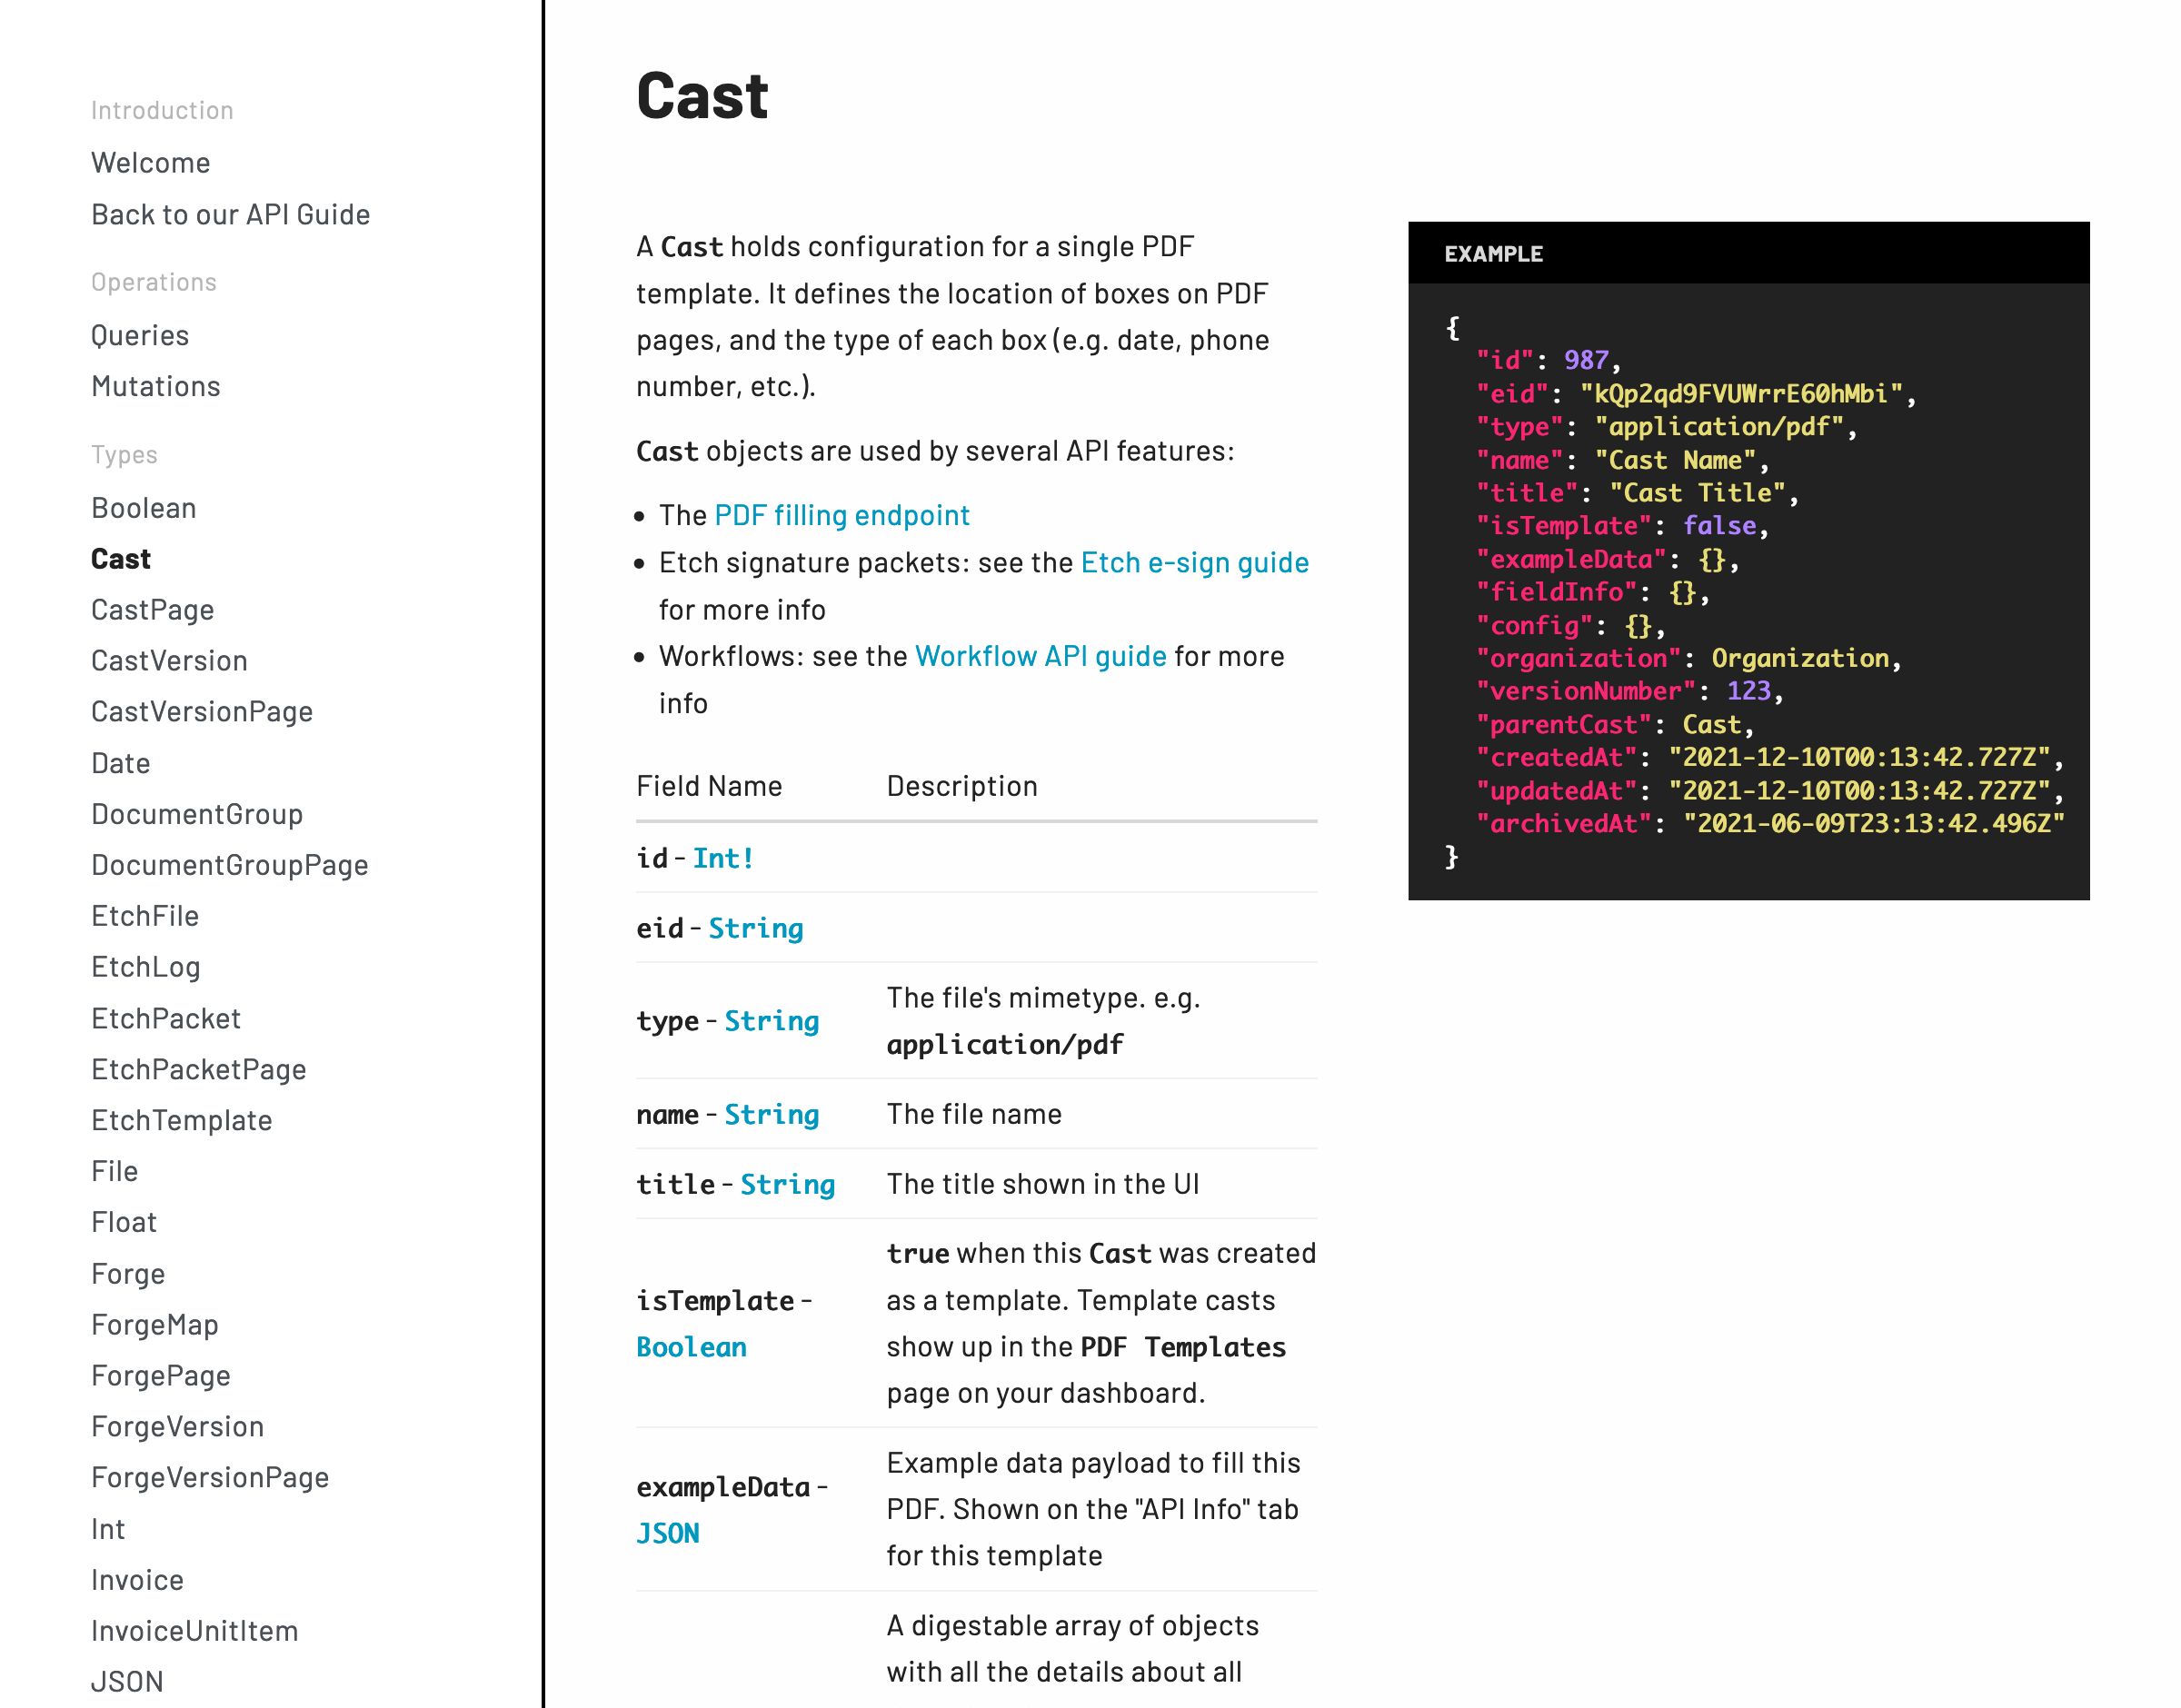 Introduction
Welcome
Back to our API Guide
Operations
Queries
Mutations
Types
Boolean
Cast
CastPage
CastVersion
CastVersionPage
Date
DocumentGroup
DocumentGroupPage
EtchFile
EtchLog
EtchPacket
EtchPacketPage
EtchTemplate
File
Float
Forge
ForgeMap
ForgePage
ForgeVersion
ForgeVersionPage
Int
Invoice
InvoiceUnitItem
JSON
Cast
A Cast holds configuration for a single PDF
template. It defines the location of boxes on PDF
pages, and the type of each box (e.g. date, phone
number, etc.).
Cast objects are used by several API features:
• The PDF filling endpoint
• Etch signature packets: see the Etch e-sign guide
for more info
• Workflows: see the Workflow API guide for more
info
Field Name Description
id - Int!
eid - String
type - String The file's mimetype. e.g.
application/pdf
name - String The file name
title - String The title shown in the UI
isTemplate -
Boolean
true when this Cast was created
as a template. Template casts
show up in the PDF Templates
page on your dashboard.
exampleData -
JSON
Example data payload to fill this
PDF. Shown on the "API Info" tab
for this template
A digestable array of objects
with all the details about all
EXAMPLE
{
"id": 987,
"eid": "kQp2qd9FVUWrrE60hMbi",
"type": "application/pdf",
"name": "Cast Name",
"title": "Cast Title",
"isTemplate": false,
"exampleData": {},
"fieldInfo": {},
"config": {},
"organization": Organization,
"versionNumber": 123,
"parentCast": Cast,
"createdAt": "2021-12-10T00:13:42.727Z",
"updatedAt": "2021-12-10T00:13:42.727Z",
"archivedAt": "2021-06-09T23:13:42.496Z"
}